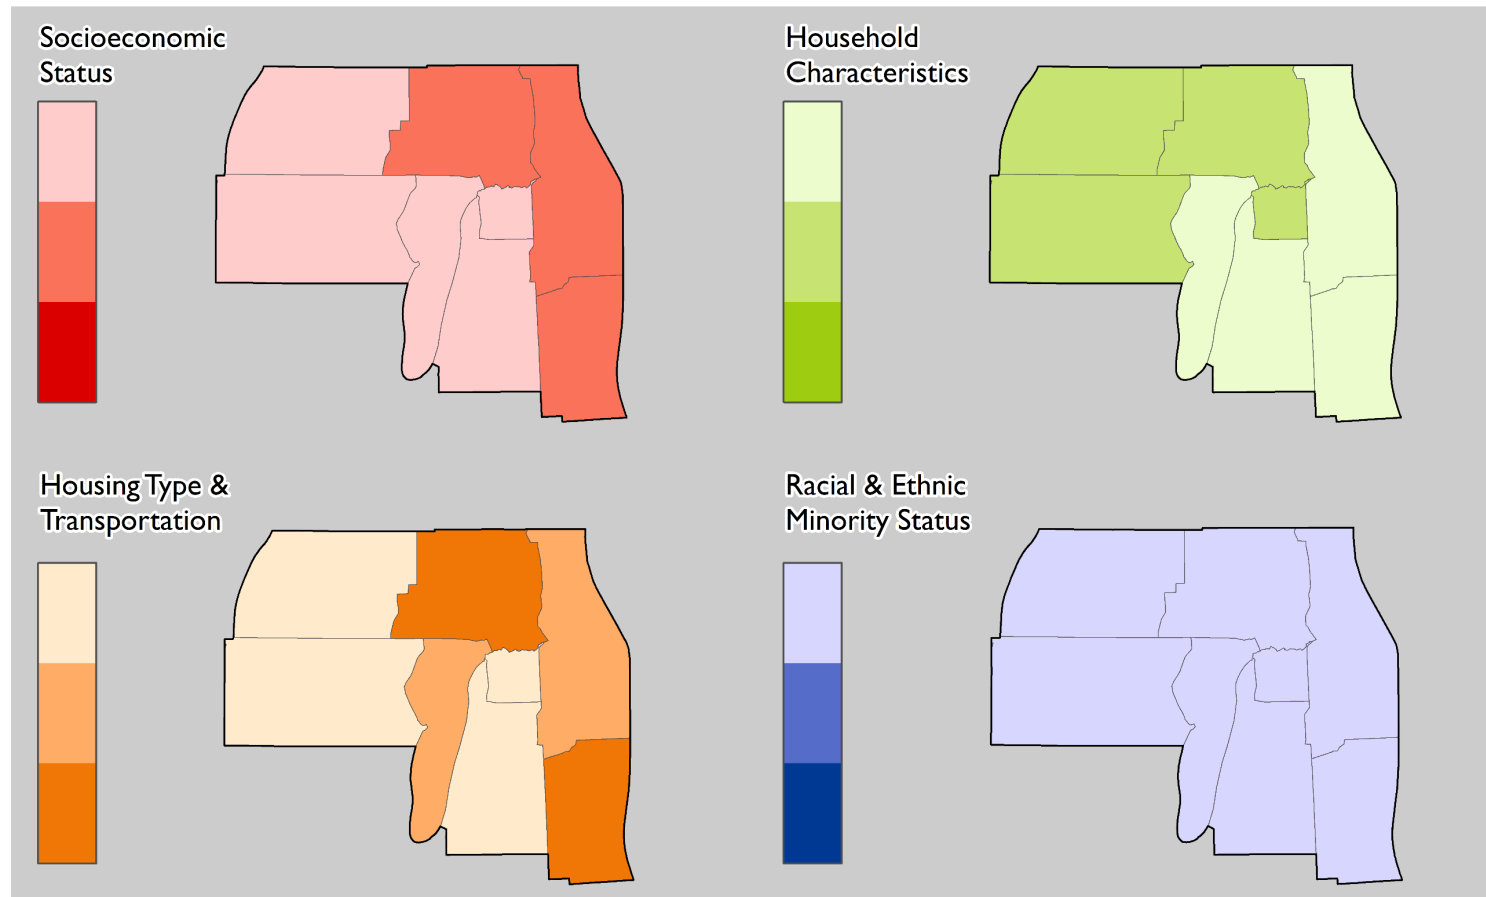 Socioeconomic
Status
Household
Characteristics
Housing Type &
Transportation
Racial & Ethnic
Minority Status